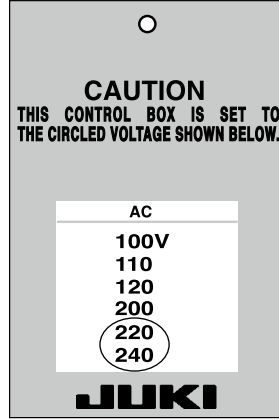 CAUTION
THIS CONTROL BOX IS SET TO
THE CIRCLED VOLTAGE SHOWN BELOW.
AC
100V
110
120
200
220
240
JUKI